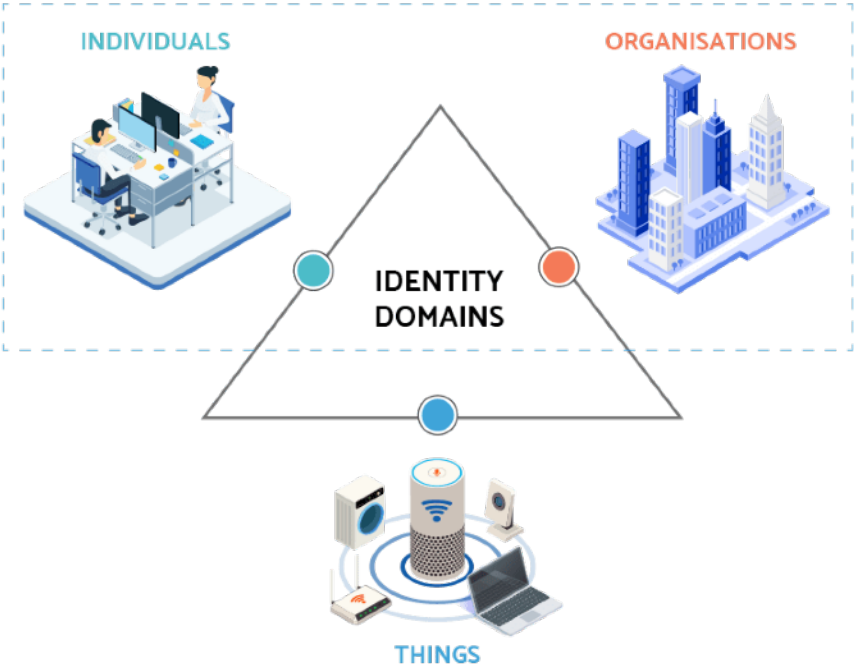 INDIVIDUALS
ORGANISATIONS
IDENTITY
DOMAINS
THINGS